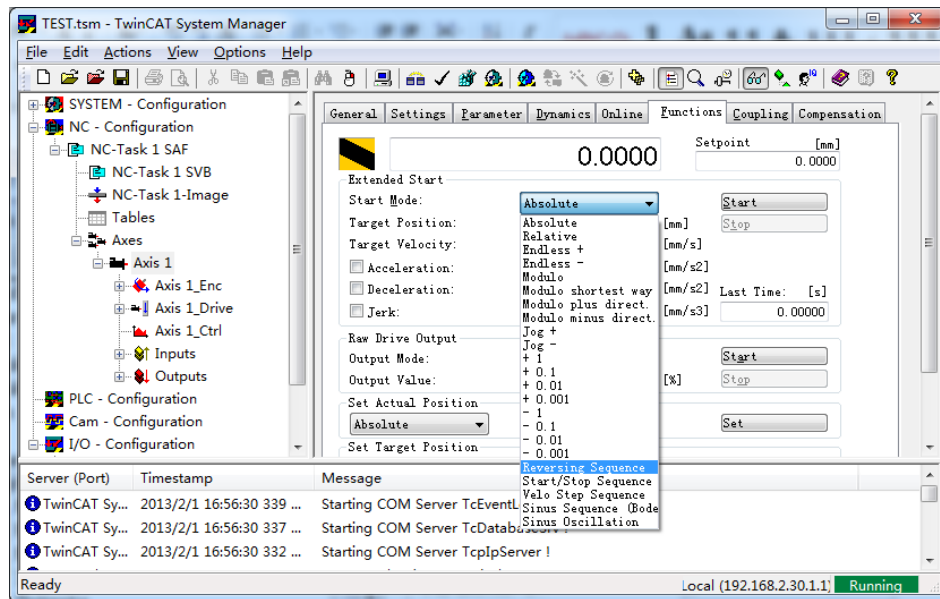 TEST.tsm - TwinCAT System Manager
File Edit Actions View Options Help
SYSTEM - Configuration
NC - Configuration
NC-Task 1 SAF
NC-Task 1 SVB
NC-Task 1-Image
Tables
Axes
Axis 1
Axis 1_Enc
Axis 1_Drive
Axis 1_Ctrl
Inputs
Outputs
PLC - Configuration
Cam - Configuration
I/O - Configuration
General Settings Parameter Dynamics Online Functions Coupling Compensation
0.0000
Setpoint [mm]
0.0000
Extended Start
Start Mode: Absolute Start
Target Position: [mm] Stop
Target Velocity: [mm/s]
Acceleration: [mm/s2]
Deceleration: [mm/s2] Last Time: [s]
Jerk: [mm/s3] 0.00000
Absolute
Relative
Endless +
Endless -
Modulo
Modulo shortest way
Modulo plus direct.
Modulo minus direct.
Jog +
Jog -
+ 1
+ 0.1
+ 0.01
+ 0.001
- 1
- 0.1
- 0.01
- 0.001
Reversing Sequence
Start/Stop Sequence
Velo Step Sequence
Sinus Sequence (Bode
Sinus Oscillation
Raw Drive Output
Output Mode: Start
Output Value: [%] Stop
Set Actual Position
Absolute Set
Set Target Position
Server (Port) Timestamp Message
TwinCAT Sy... 2013/2/1 16:56:30 339 ... Starting COM Server TcEventL
TwinCAT Sy... 2013/2/1 16:56:30 337 ... Starting COM Server TcDataba
TwinCAT Sy... 2013/2/1 16:56:30 332 ... Starting COM Server TcpIpServer !
Ready Local (192.168.2.30.1.1) Running